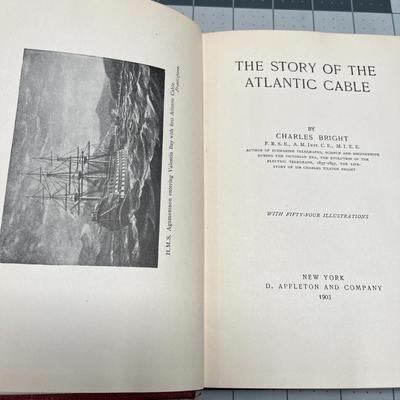 H.M.S. Agamemnon entering Valentia Bay with first Atlantic Cable.
Frontispiece.
THE STORY OF THE
ATLANTIC CABLE
BY
CHARLES BRIGHT
F. R. S. E., A. M. INST. C. E., M. I. E. E.
AUTHOR OF SUBMARINE TELEGRAPHS, SCIENCE AND ENGINEERING
DURING THE VICTORIAN ERA, THE EVOLUTION OF THE
ELECTRIC TELEGRAPH, 1837-1897, THE LIFE-
STORY OF SIR CHARLES TILSTON BRIGHT
WITH FIFTY-FOUR ILLUSTRATIONS
NEW YORK
D. APPLETON AND COMPANY
1903